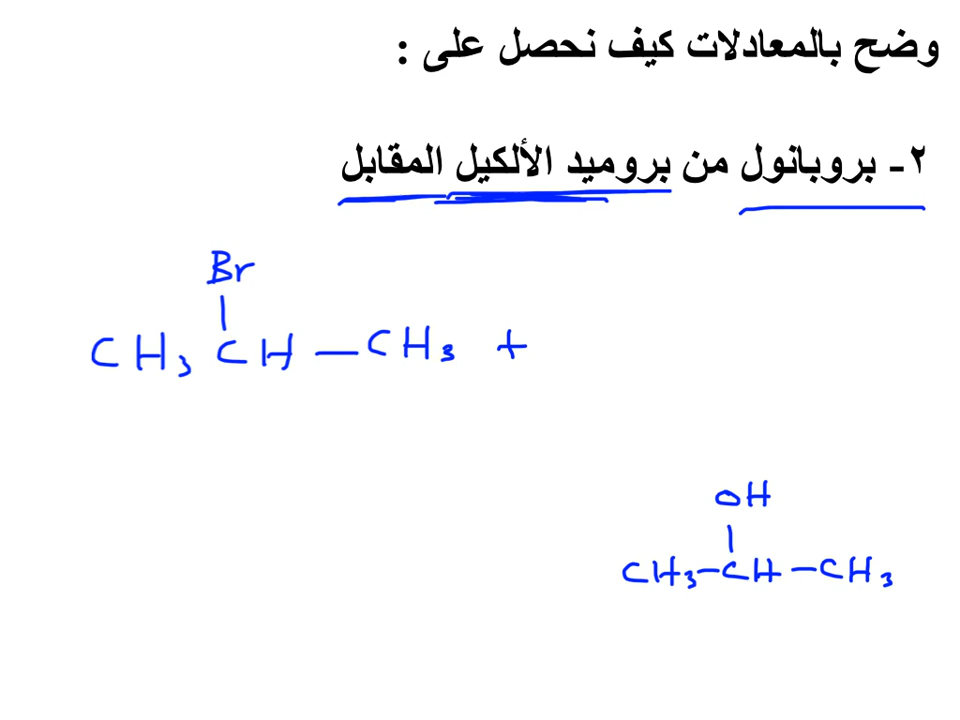 وضح بالمعادلات كيف نحصل على :
٢- بروبانول من بروميد الألكيل المقابل
Br
CH₃ CH — CH₃ +
OH
CH₃ – CH – CH₃